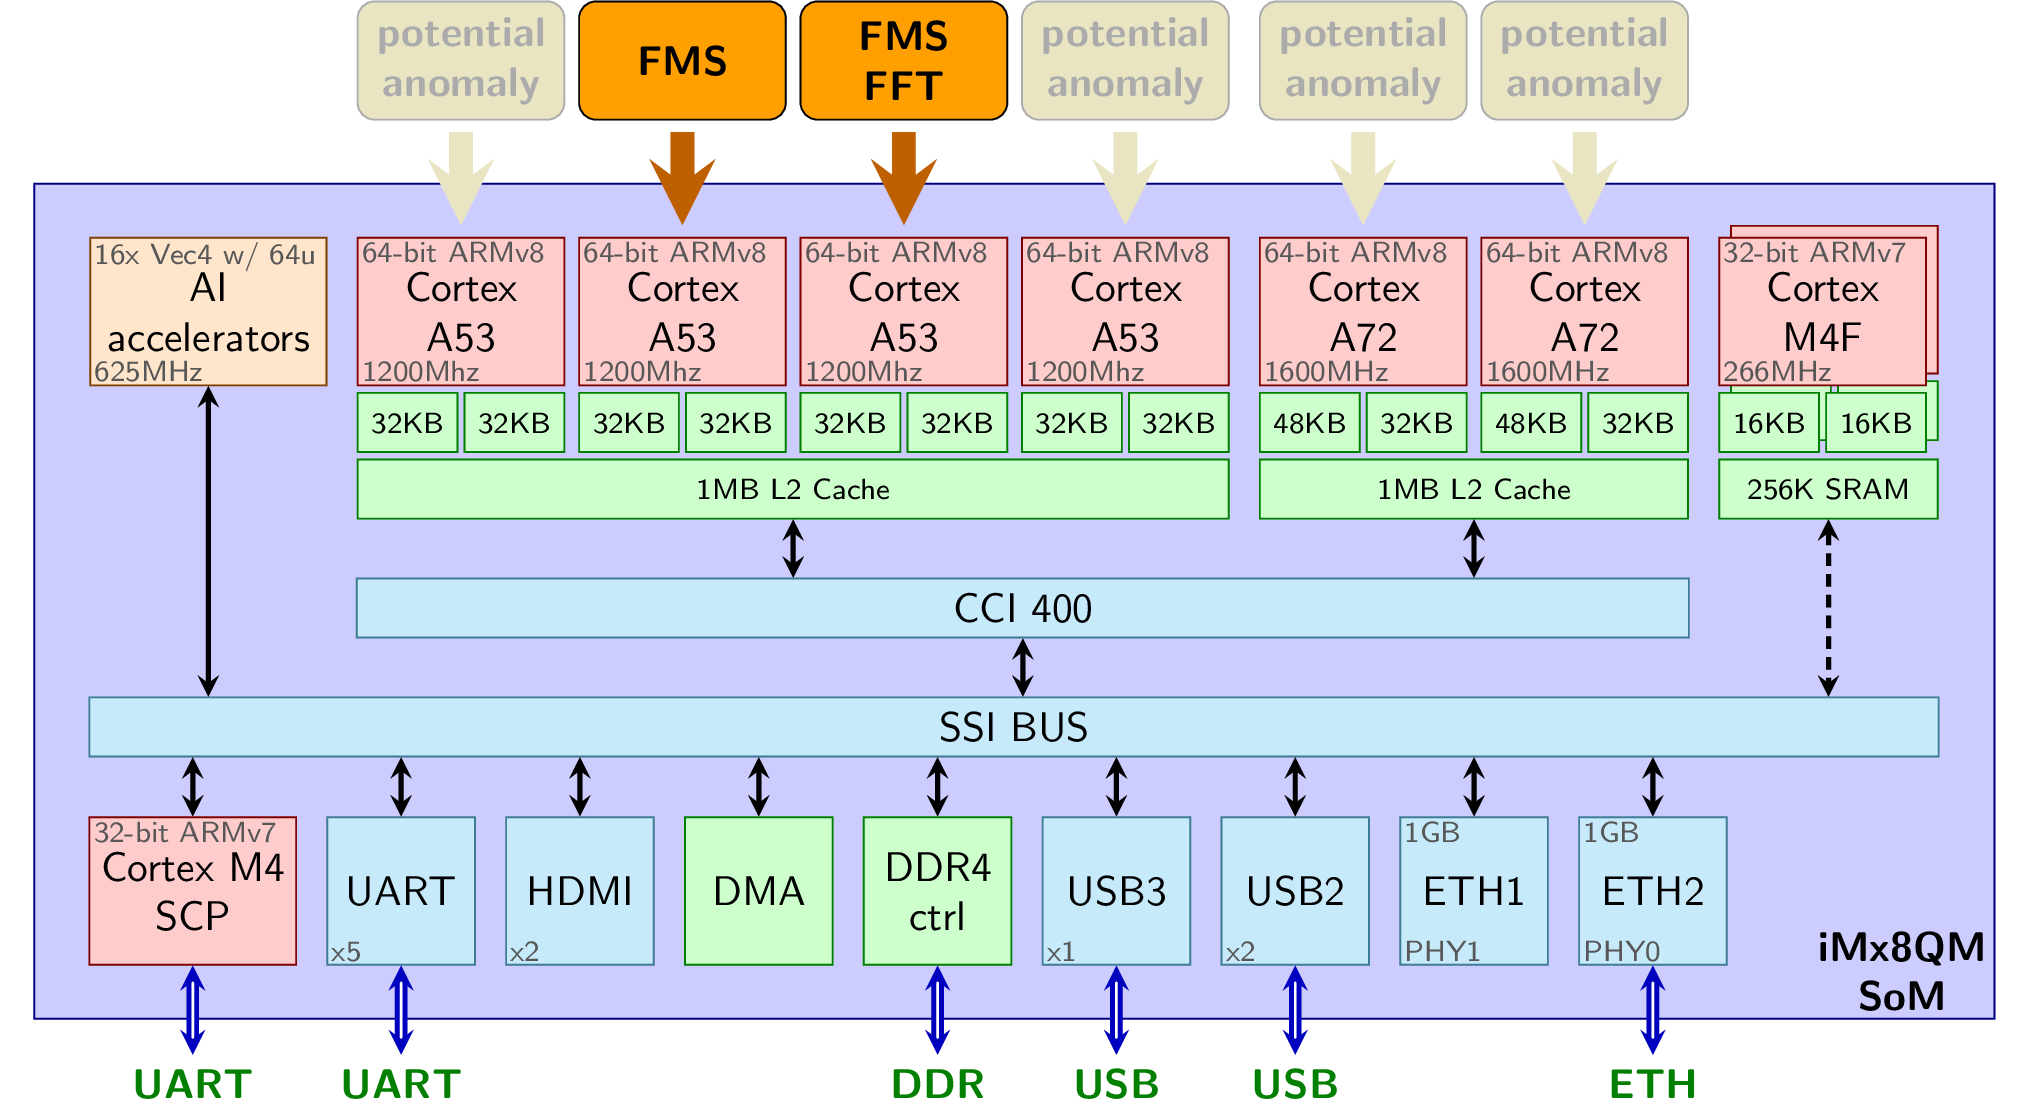 potential
anomaly
FMS
FMS
FFT
potential
anomaly
potential
anomaly
potential
anomaly
16x Vec4 w/ 64u
AI
accelerators
625MHz
64-bit ARMv8
Cortex
A53
1200Mhz
64-bit ARMv8
Cortex
A53
1200Mhz
64-bit ARMv8
Cortex
A53
1200Mhz
64-bit ARMv8
Cortex
A53
1200Mhz
64-bit ARMv8
Cortex
A72
1600MHz
64-bit ARMv8
Cortex
A72
1600MHz
32-bit ARMv7
Cortex
M4F
266MHz
32KB
32KB
32KB
32KB
32KB
32KB
32KB
32KB
48KB
32KB
48KB
32KB
16KB
16KB
1MB L2 Cache
1MB L2 Cache
256K SRAM
CCI 400
SSI BUS
32-bit ARMv7
Cortex M4
SCP
UART
x5
HDMI
x2
DMA
DDR4
ctrl
USB3
x1
USB2
x2
1GB
ETH1
PHY1
1GB
ETH2
PHY0
iMx8QM
SoM
UART
UART
DDR
USB
USB
ETH